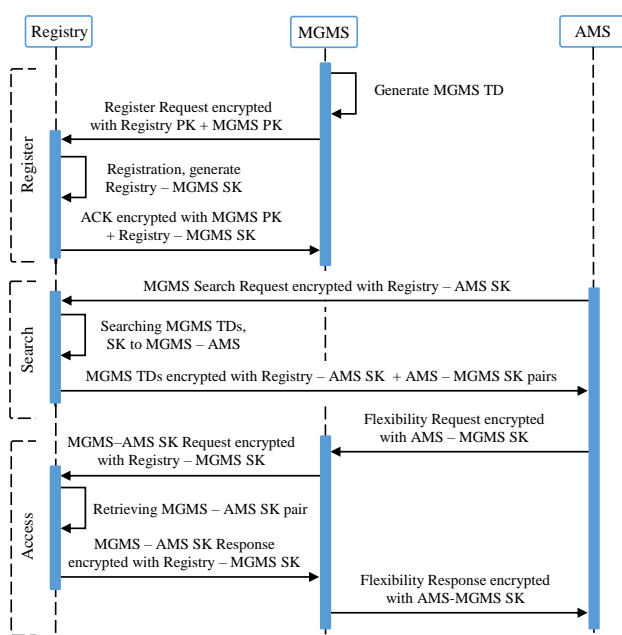 Registry
MGMS
AMS
Register
Generate MGMS TD
Register Request encrypted
with Registry PK + MGMS PK
Registration, generate
Registry – MGMS SK
ACK encrypted with MGMS PK
+ Registry – MGMS SK
Search
MGMS Search Request encrypted with Registry – AMS SK
Searching MGMS TDs,
SK to MGMS – AMS
MGMS TDs encrypted with Registry – AMS SK + AMS – MGMS SK pairs
Access
Flexibility Request encrypted
with AMS – MGMS SK
MGMS–AMS SK Request encrypted
with Registry – MGMS SK
Retrieving MGMS – AMS SK pair
MGMS – AMS SK Response
encrypted with Registry – MGMS SK
Flexibility Response encrypted
with AMS-MGMS SK